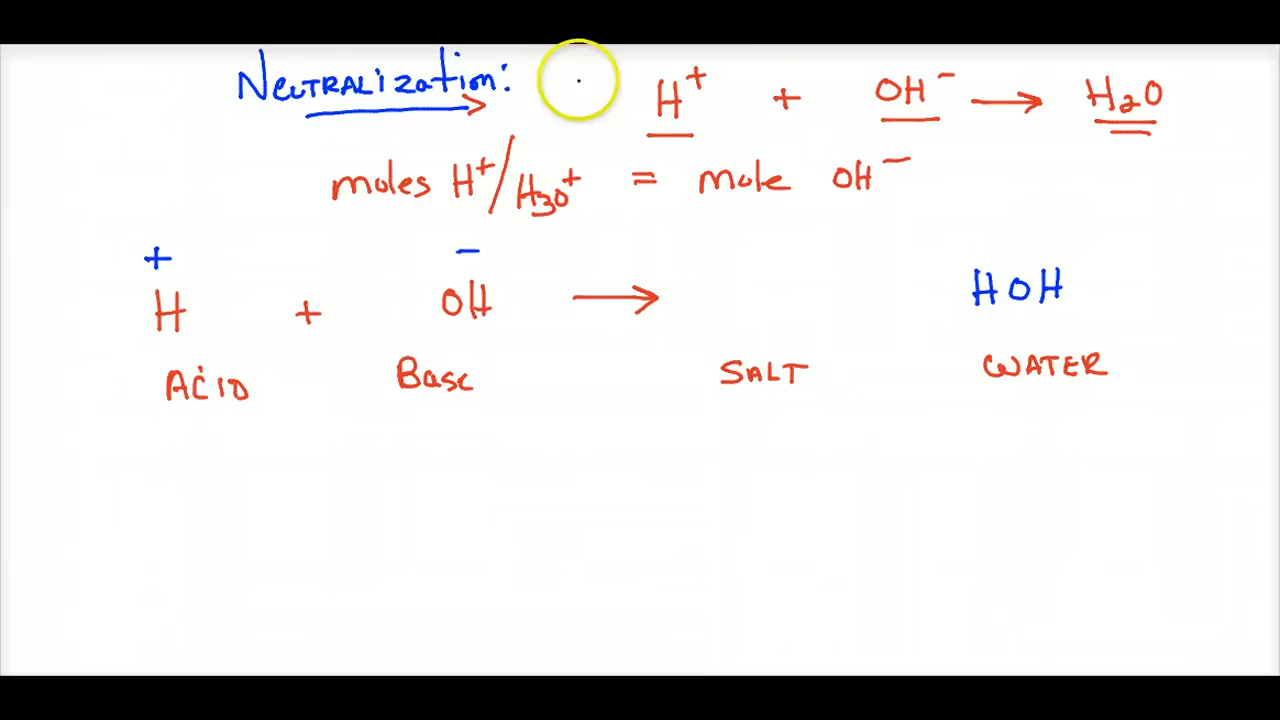 Neutralization: H⁺ + OH⁻ → H₂O
moles H⁺/H₃O⁺ = mole OH⁻
+ −
H + OH → HOH
Acid Base SALT WATER